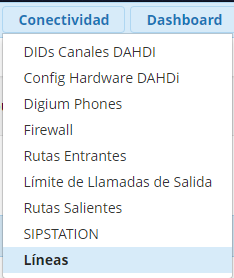 Conectividad Dashboard
DIDs Canales DAHDI
Config Hardware DAHDi
Digium Phones
Firewall
Rutas Entrantes
Límite de Llamadas de Salida
Rutas Salientes
SIPSTATION
Líneas